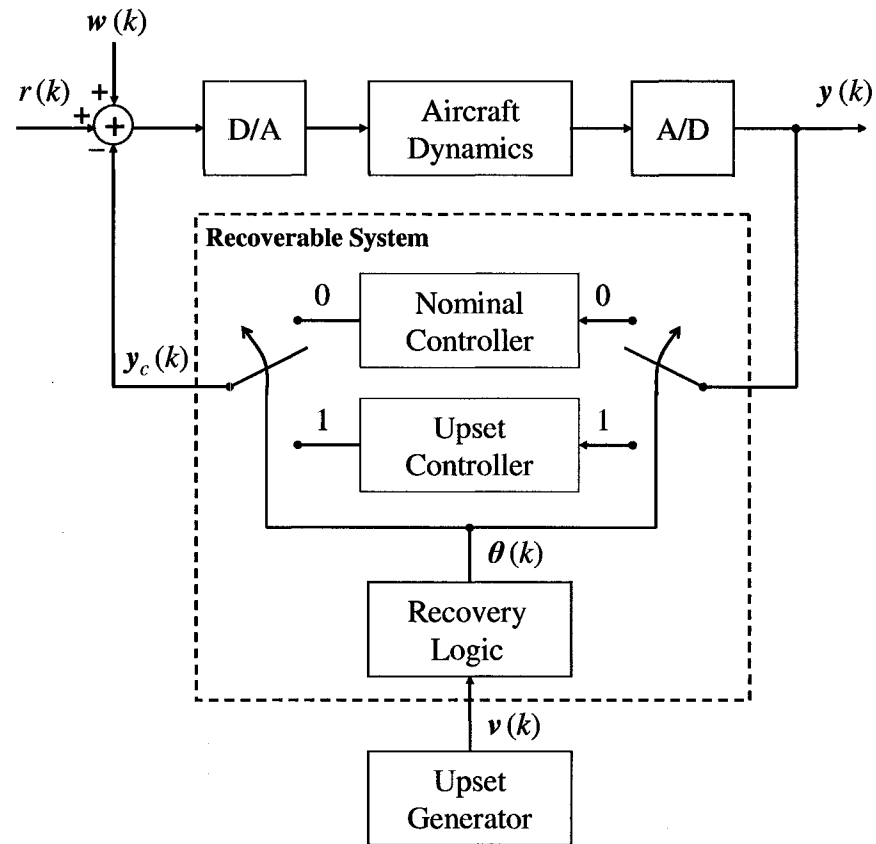 w(k)
r(k)
+
+
+
−
D/A
Aircraft
Dynamics
A/D
y(k)
Recoverable System
0
Nominal
Controller
0
y_c(k)
1
Upset
Controller
1
θ(k)
Recovery
Logic
v(k)
Upset
Generator